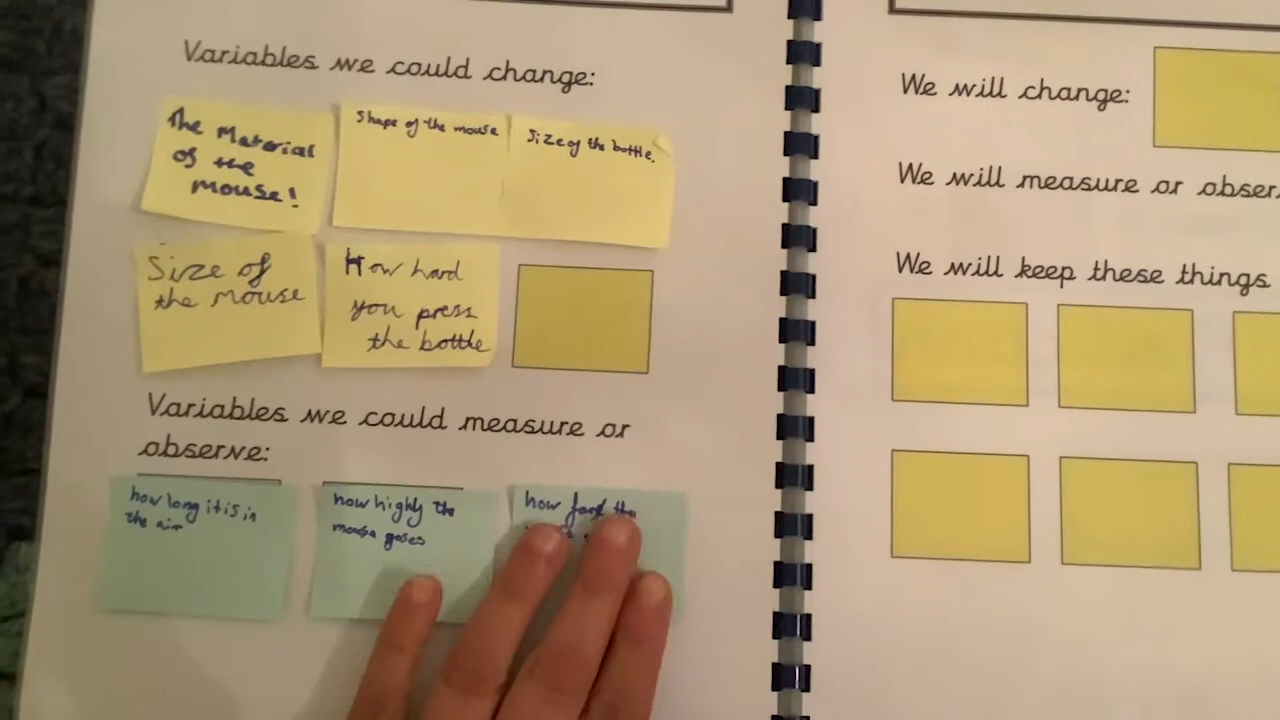 Variables we could change:
The Material
of the
Mouse!
Shape of the mouse
Size of the bottle.
Size of
the mouse
How hard
you press
the bottle
Variables we could measure or
observe:
how long it is in
the air
how highly the
mouse goses
how
the
We will change:
We will measure or
We will keep these things